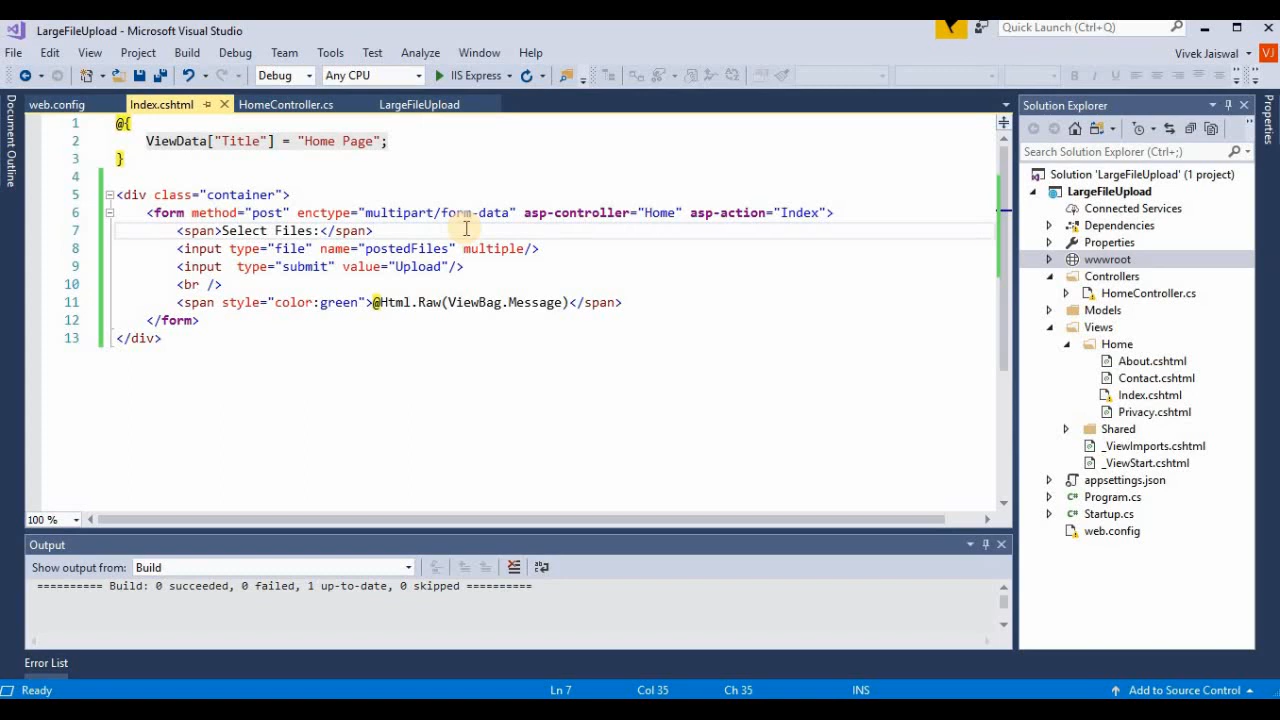 LargeFileUpload - Microsoft Visual Studio
Quick Launch (Ctrl+Q)
File Edit View Project Build Debug Team Tools Test Analyze Window Help
Vivek Jaiswal VJ
Debug Any CPU IIS Express
Document Outline
web.config Index.cshtml HomeController.cs LargeFileUpload
1 @{
2 ViewData["Title"] = "Home Page";
3 }
4
5 <div class="container">
6 <form method="post" enctype="multipart/form-data" asp-controller="Home" asp-action="Index">
7 <span>Select Files:</span>
8 <input type="file" name="postedFiles" multiple/>
9 <input  type="submit" value="Upload"/>
10 <br />
11 <span style="color:green">@Html.Raw(ViewBag.Message)</span>
12 </form>
13 </div>
100 %
Output
Show output from: Build
========== Build: 0 succeeded, 0 failed, 1 up-to-date, 0 skipped ==========
Error List
Solution Explorer
Search Solution Explorer (Ctrl+;)
Solution 'LargeFileUpload' (1 project)
LargeFileUpload
Connected Services
Dependencies
Properties
wwwroot
Controllers
C# HomeController.cs
Models
Views
Home
About.cshtml
Contact.cshtml
Index.cshtml
Privacy.cshtml
Shared
_ViewImports.cshtml
_ViewStart.cshtml
appsettings.json
C# Program.cs
C# Startup.cs
web.config
Properties
Ready Ln 7 Col 35 Ch 35 INS Add to Source Control